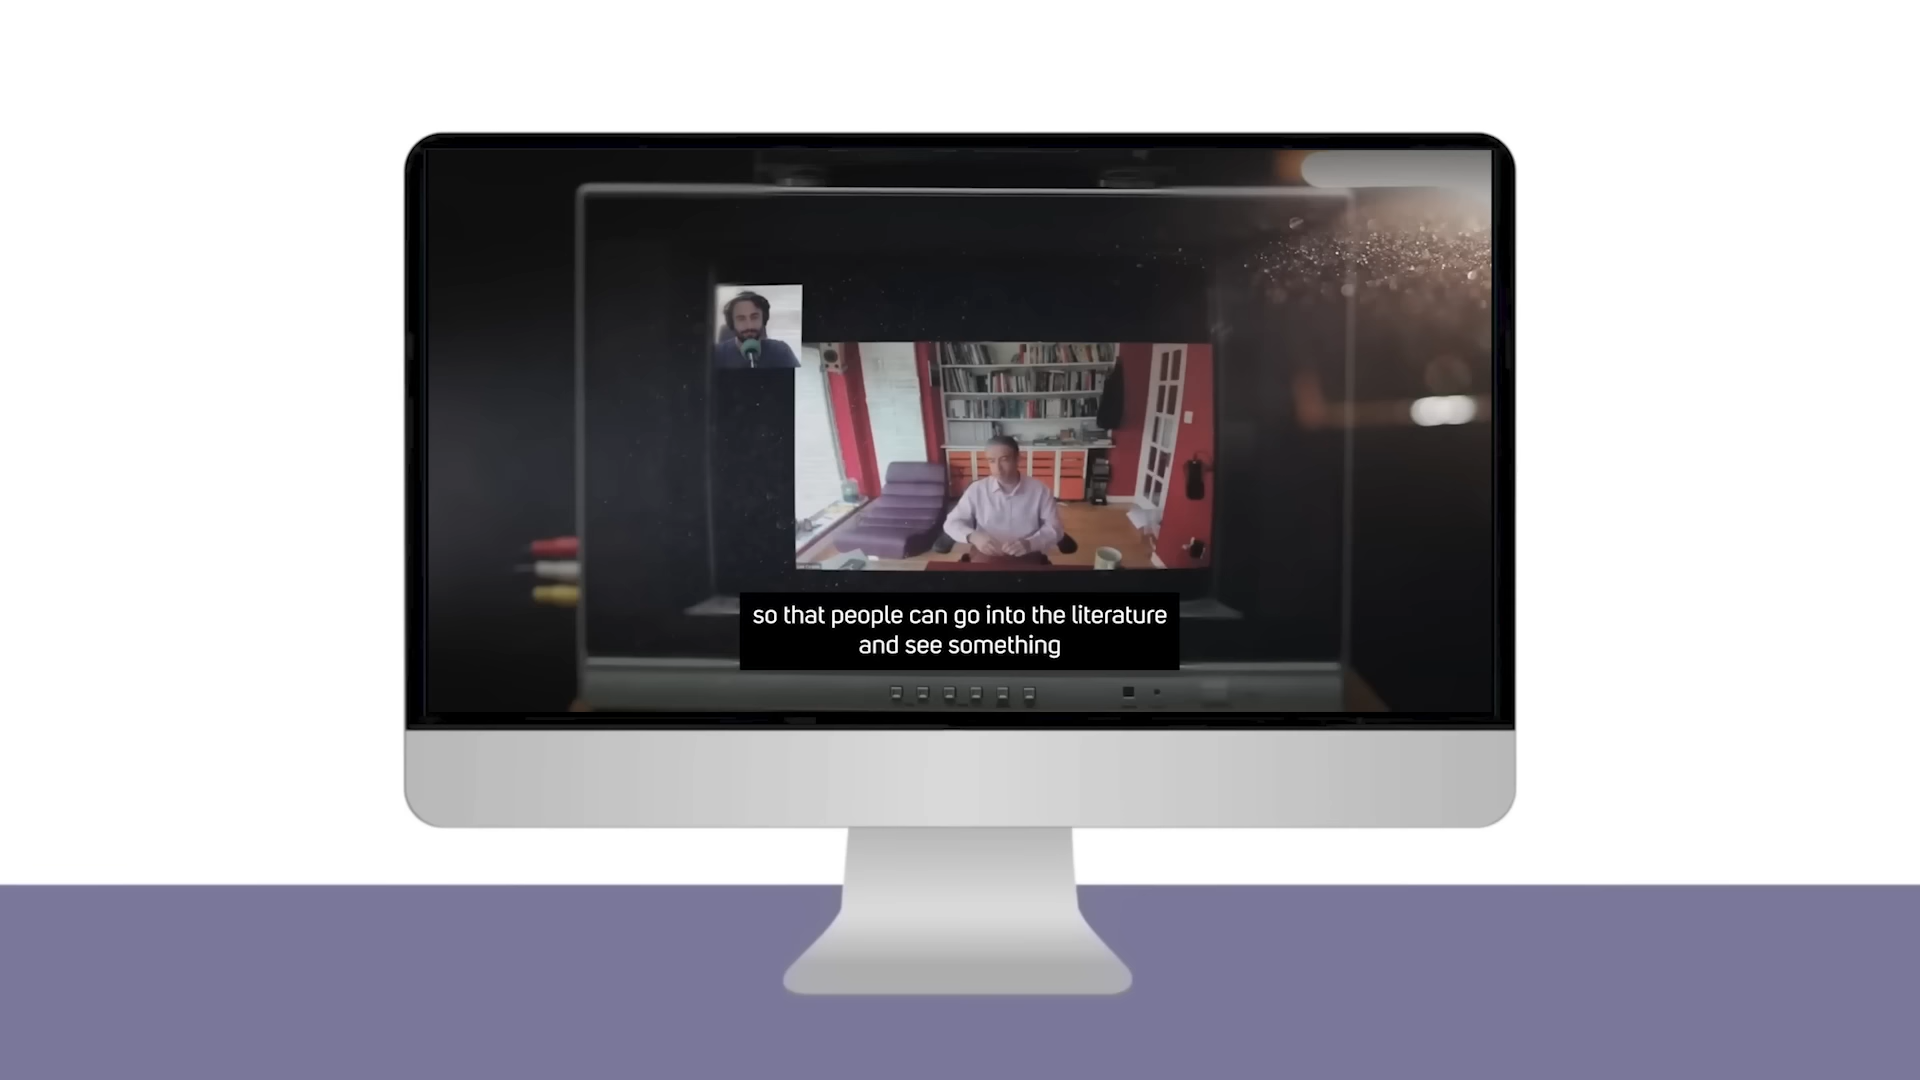 so that people can go into the literature
and see something